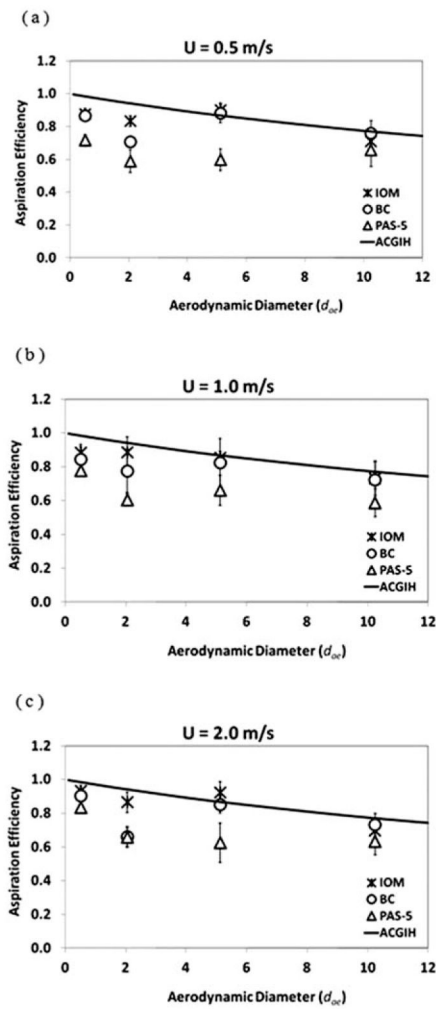 ( a )
U = 0.5 m/s
Aspiration Efficiency
1.2
1.0
0.8
0.6
0.4
0.2
0.0
IOM
BC
PAS-5
ACGIH
0 2 4 6 8 10 12
Aerodynamic Diameter (dae)
( b )
U = 1.0 m/s
Aspiration Efficiency
1.2
1.0
0.8
0.6
0.4
0.2
0.0
IOM
BC
PAS-5
ACGIH
0 2 4 6 8 10 12
Aerodynamic Diameter (dae)
( c )
U = 2.0 m/s
Aspiration Efficiency
1.2
1.0
0.8
0.6
0.4
0.2
0.0
IOM
BC
PAS-5
ACGIH
0 2 4 6 8 10 12
Aerodynamic Diameter (dae)